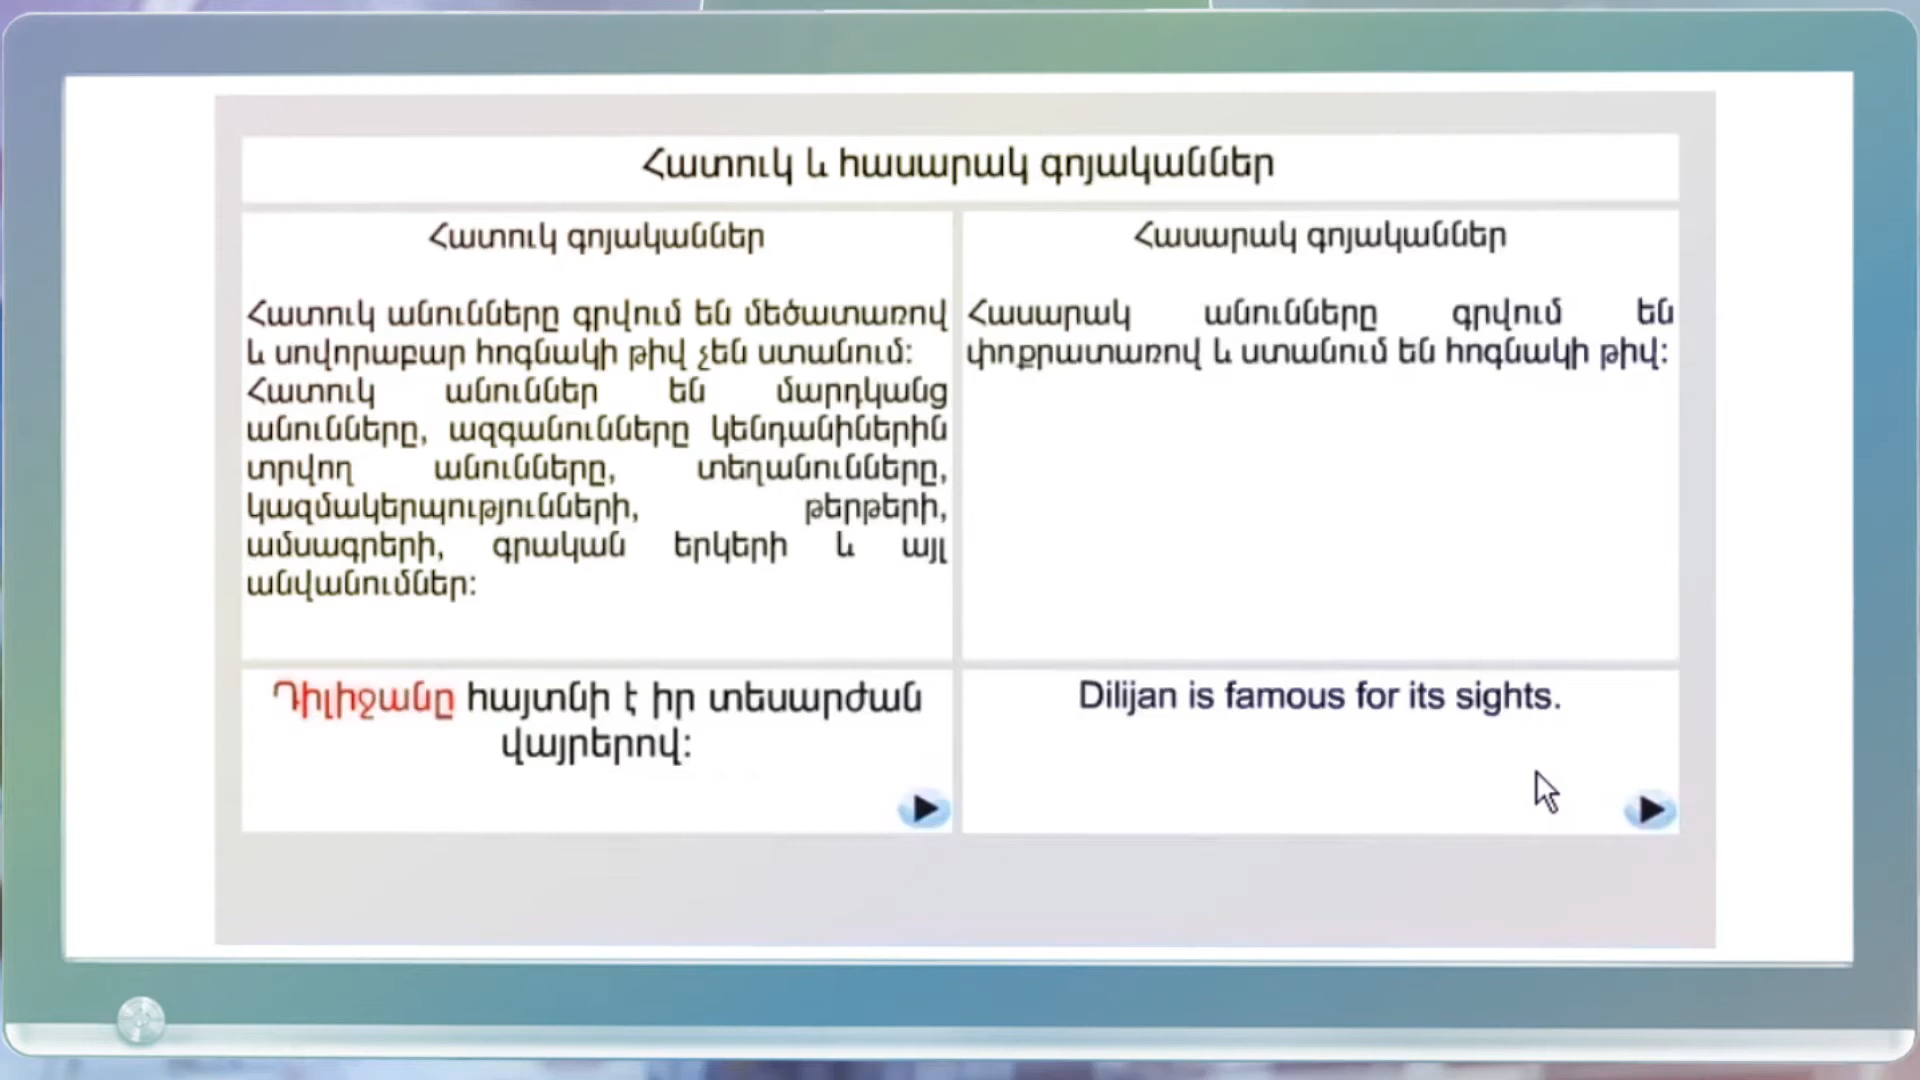 Հատուկ և հասարակ գոյականներ
Հատուկ գոյականներ
Հատուկ անունները գրվում են մեծատառով
և սովորաբար հոգնակի թիվ չեն ստանում:
Հատուկ անուններ են մարդկանց
անունները, ազգանունները կենդանիներին
տրվող անունները, տեղանունները,
կազմակերպությունների, թերթերի,
ամսագրերի, գրական երկերի և այլ
անվանումներ:
Հասարակ գոյականներ
Հասարակ անունները գրվում են
փոքրատառով և ստանում են հոգնակի թիվ:
Դիլիջանը հայտնի է իր տեսարժան
վայրերով:
Dilijan is famous for its sights.